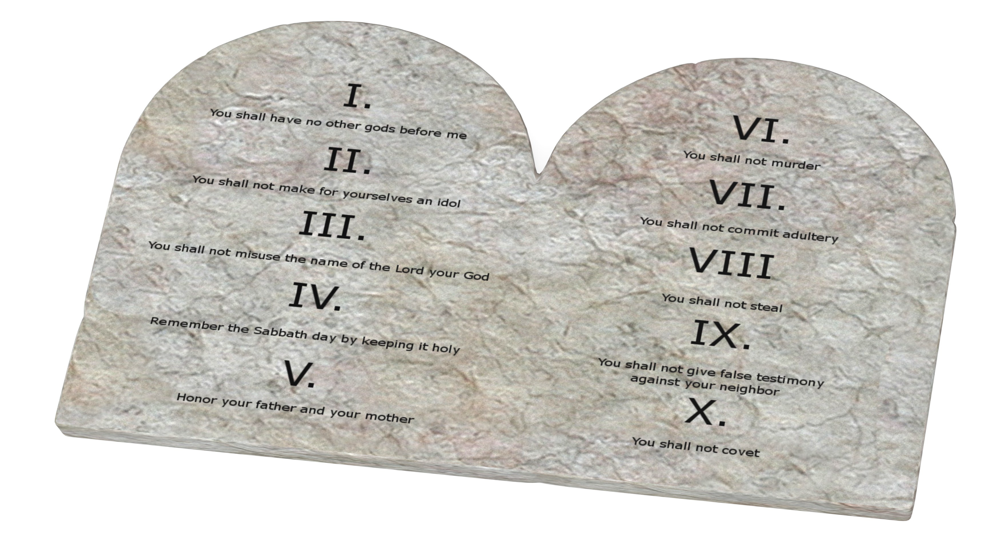 I.
You shall have no other gods before me
II.
You shall not make for yourselves an idol
III.
You shall not misuse the name of the Lord your God
IV.
Remember the Sabbath day by keeping it holy
V.
Honor your father and your mother
VI.
You shall not murder
VII.
You shall not commit adultery
VIII
You shall not steal
IX.
You shall not give false testimony
against your neighbor
X.
You shall not covet